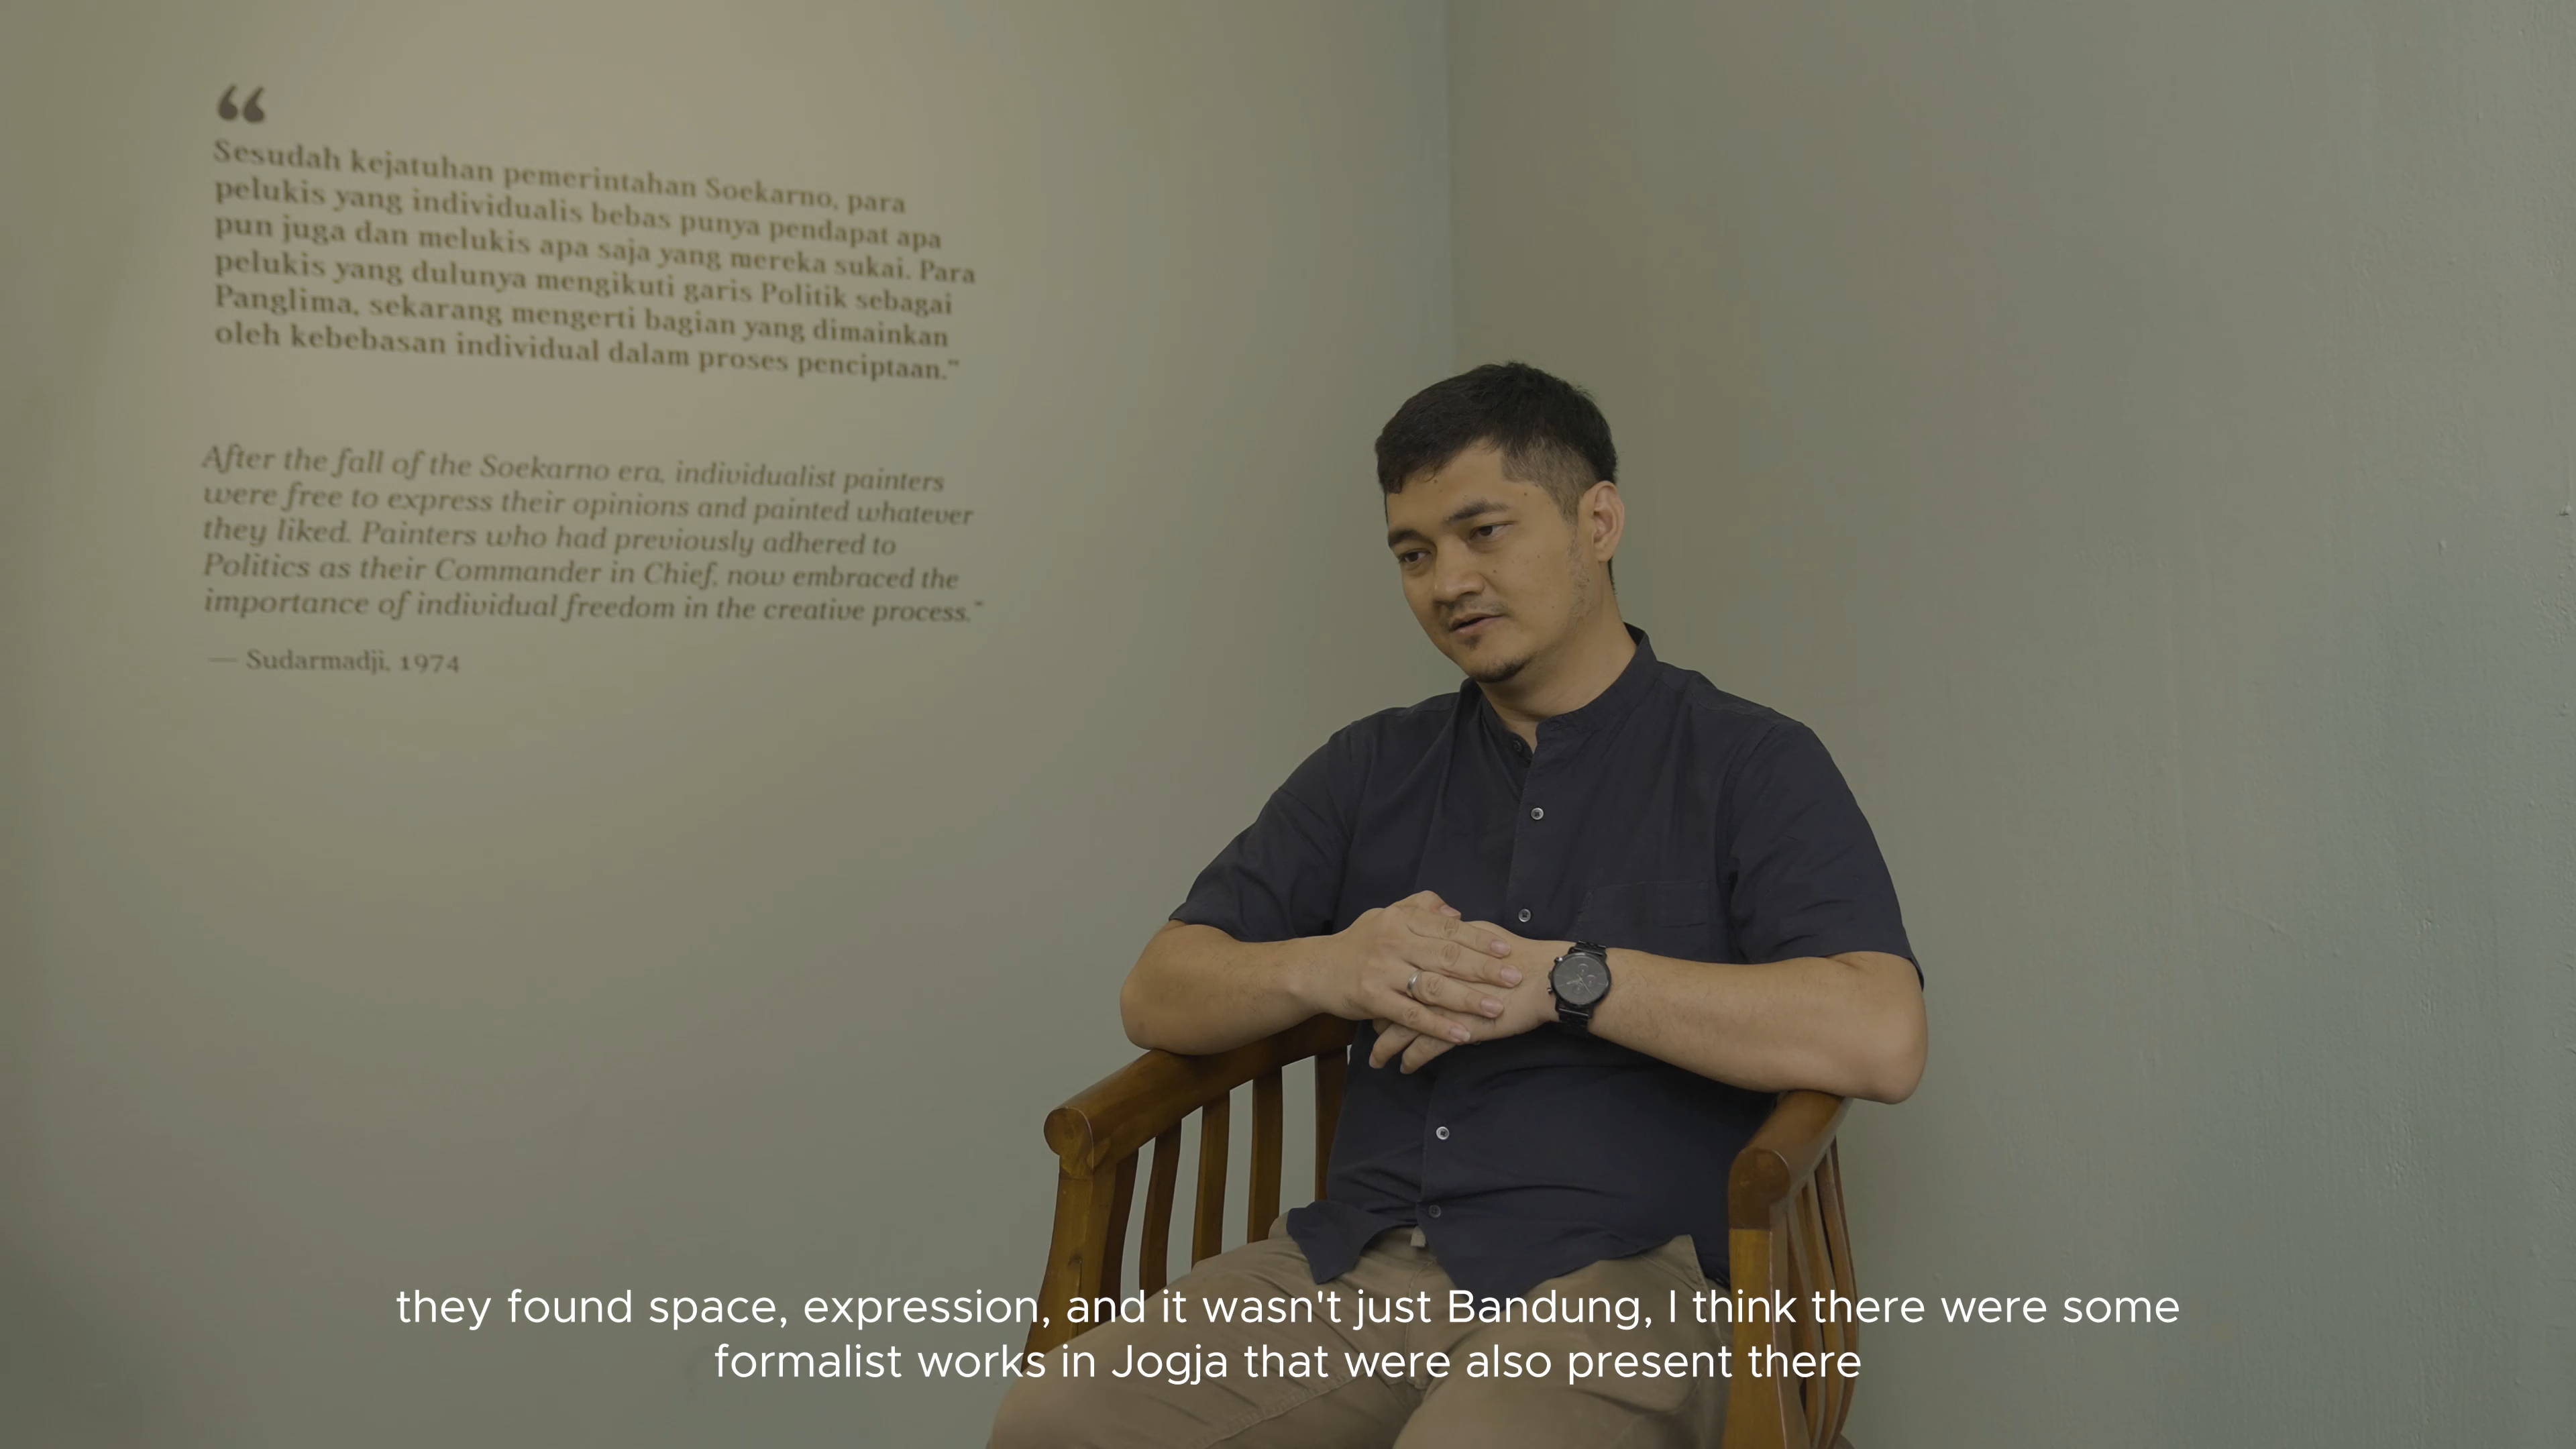 “
Sesudah kejatuhan pemerintahan Soekarno, para
pelukis yang individualis bebas punya pendapat apa
pun juga dan melukis apa saja yang mereka sukai. Para
pelukis yang dulunya mengikuti garis Politik sebagai
Panglima, sekarang mengerti bagian yang dimainkan
oleh kebebasan individual dalam proses penciptaan.”
After the fall of the Soekarno era, individualist painters
were free to express their opinions and painted whatever
they liked. Painters who had previously adhered to
Politics as their Commander in Chief, now embraced the
importance of individual freedom in the creative process.”
— Sudarmadji, 1974
they found space, expression, and it wasn't just Bandung, I think there were some
formalist works in Jogja that were also present there